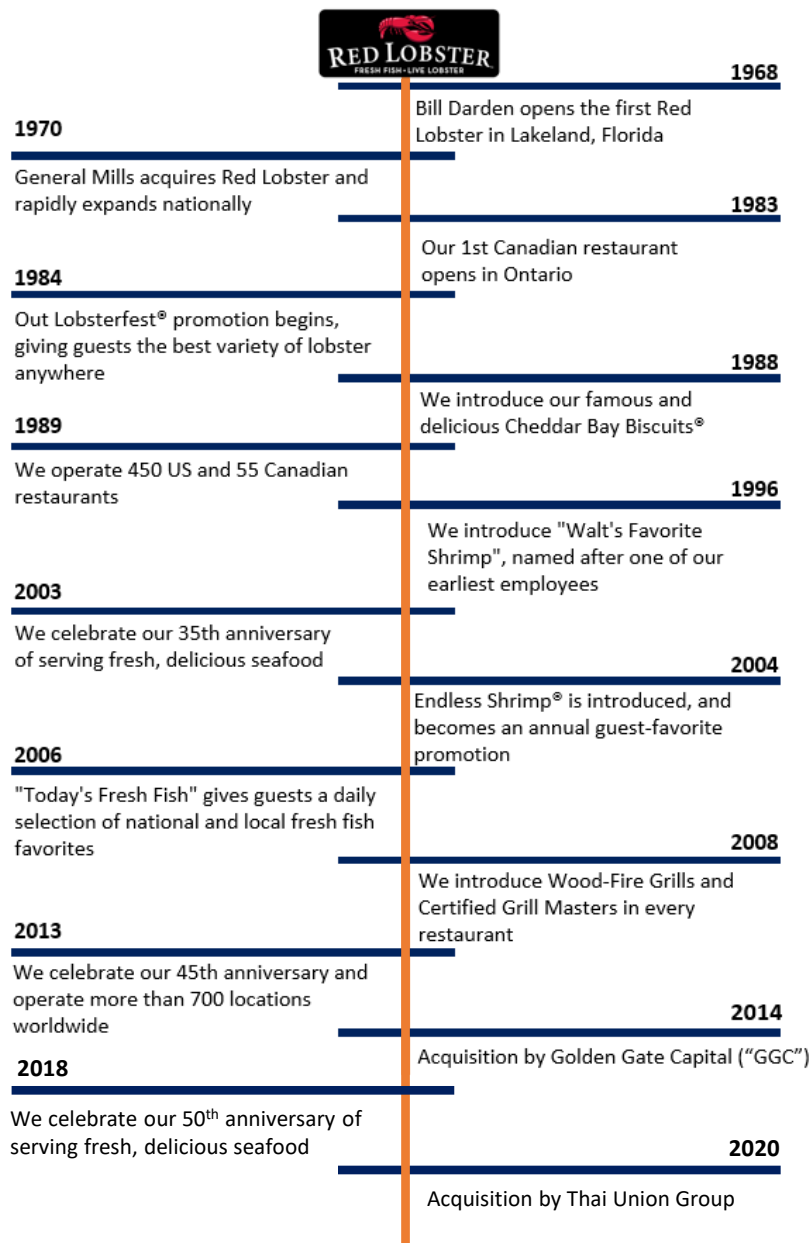 RED LOBSTER
FRESH FISH • LIVE LOBSTER
1968
Bill Darden opens the first Red
Lobster in Lakeland, Florida
1970
General Mills acquires Red Lobster and
rapidly expands nationally
1983
Our 1st Canadian restaurant
opens in Ontario
1984
Out Lobsterfest® promotion begins,
giving guests the best variety of lobster
anywhere
1988
We introduce our famous and
delicious Cheddar Bay Biscuits®
1989
We operate 450 US and 55 Canadian
restaurants
1996
We introduce "Walt's Favorite
Shrimp", named after one of our
earliest employees
2003
We celebrate our 35th anniversary
of serving fresh, delicious seafood
2004
Endless Shrimp® is introduced, and
becomes an annual guest-favorite
promotion
2006
"Today's Fresh Fish" gives guests a daily
selection of national and local fresh fish
favorites
2008
We introduce Wood-Fire Grills and
Certified Grill Masters in every
restaurant
2013
We celebrate our 45th anniversary and
operate more than 700 locations
worldwide
2014
Acquisition by Golden Gate Capital (“GGC”)
2018
We celebrate our 50th anniversary of
serving fresh, delicious seafood
2020
Acquisition by Thai Union Group